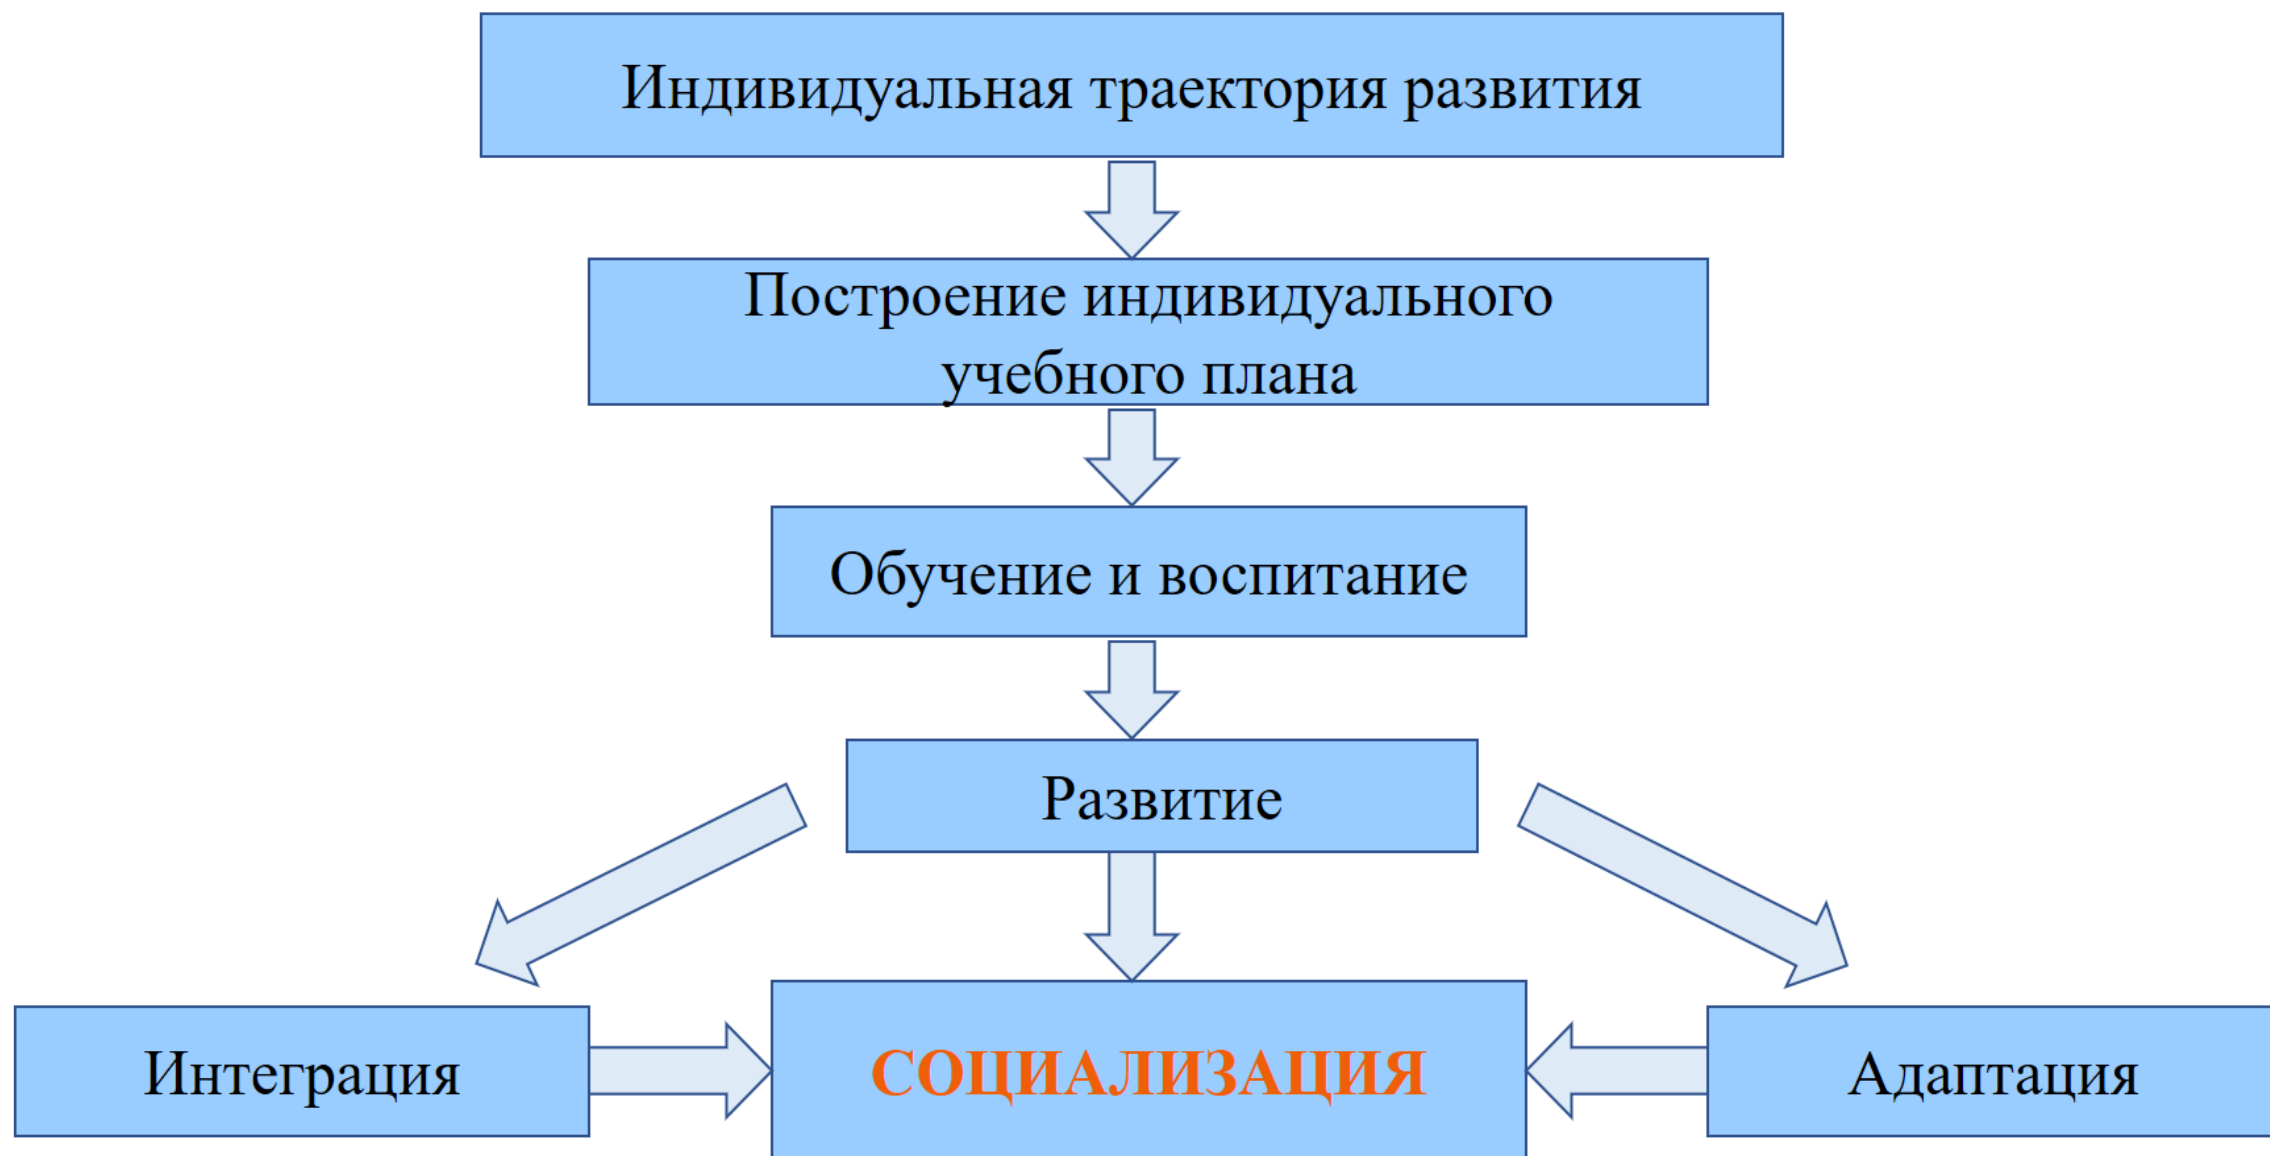 Индивидуальная траектория развития
Построение индивидуального
учебного плана
Обучение и воспитание
Развитие
Интеграция
СОЦИАЛИЗАЦИЯ
Адаптация